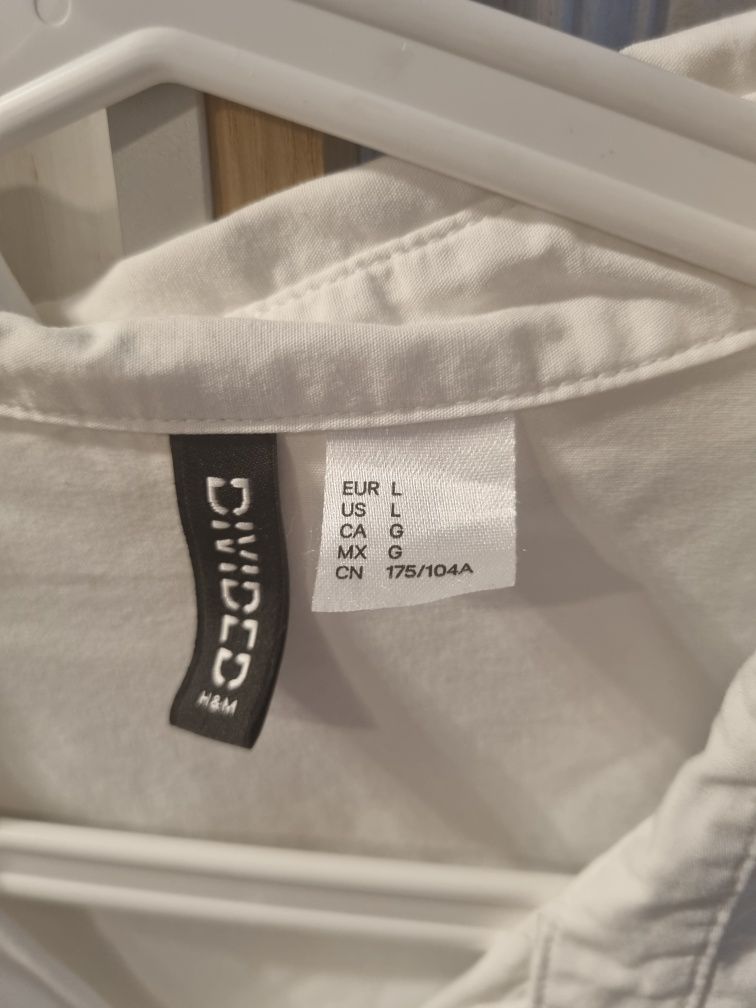 DIVIDED
H&M
EUR L
US L
CA G
MX G
CN 175/104A